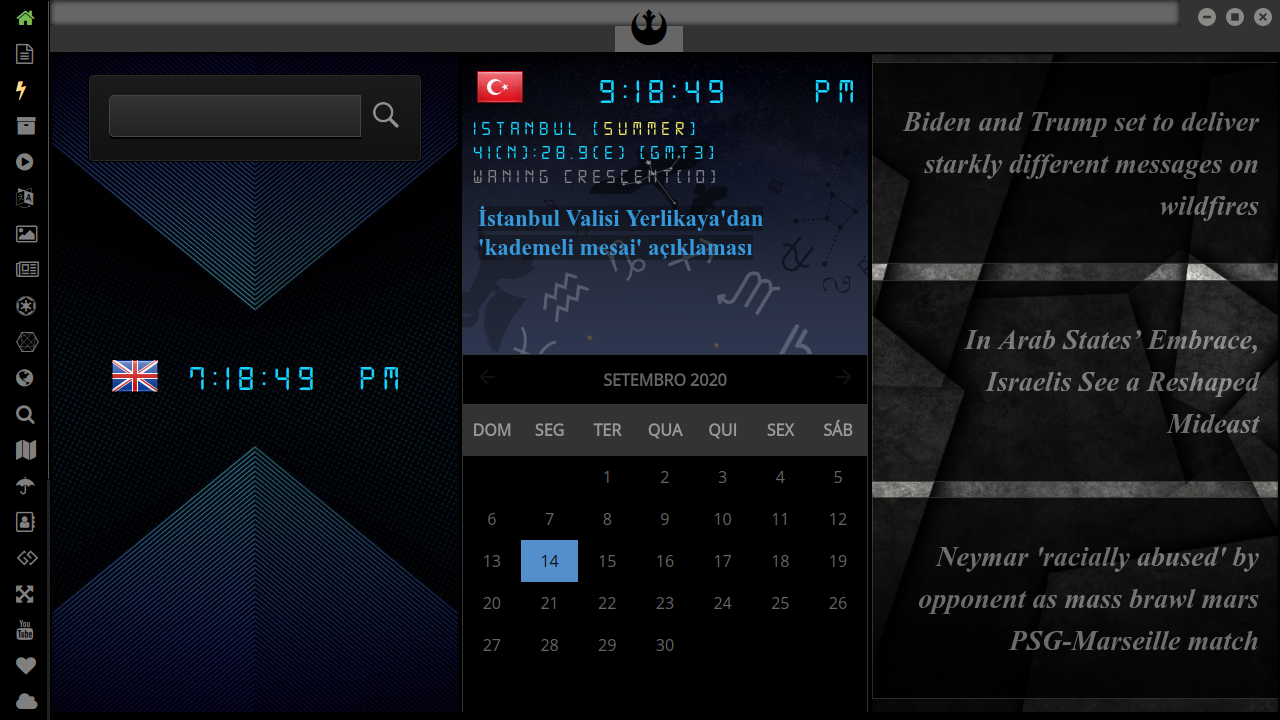 7:18:49 PM
9:18:49 PM
ISTANBUL (SUMMER)
41(N):28.9(E) (GMT3)
WANING CRESCENT(10)
İstanbul Valisi Yerlikaya'dan
'kademeli mesai' açıklaması
SETEMBRO 2020
DOM SEG TER QUA QUI SEX SÁB
1 2 3 4 5
6 7 8 9 10 11 12
13 14 15 16 17 18 19
20 21 22 23 24 25 26
27 28 29 30
Biden and Trump set to deliver
starkly different messages on
wildfires
In Arab States’ Embrace,
Israelis See a Reshaped
Mideast
Neymar 'racially abused' by
opponent as mass brawl mars
PSG-Marseille match
You
Tube